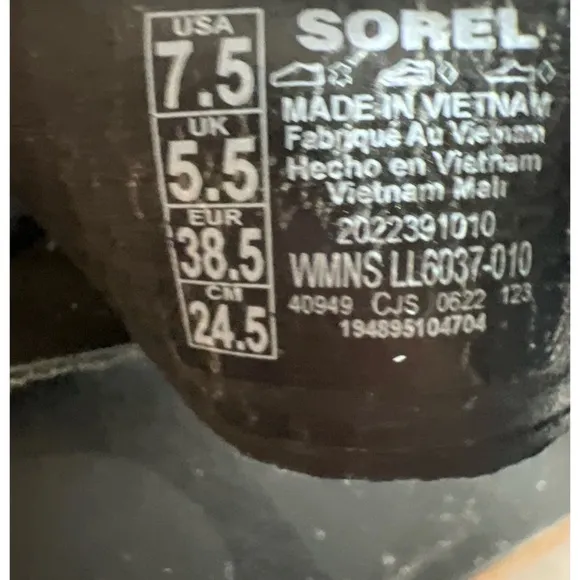 USA
7.5
UK
5.5
EUR
38.5
CM
24.5
SOREL
MADE IN VIETNAM
Fabriqué Au Vietnam
Hecho en Vietnam
Vietnam Malı
2022391010
WMNS LL6037-010
40949 CJS 0622 123
194895104704